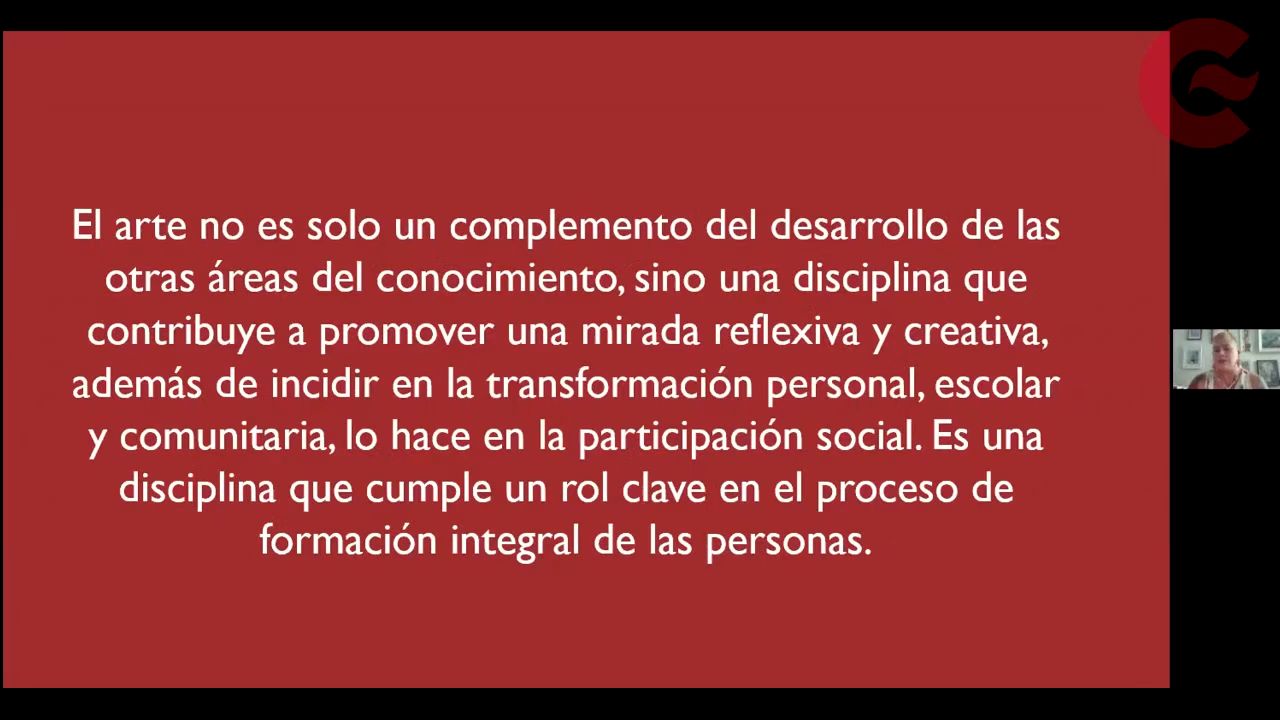 El arte no es solo un complemento del desarrollo de las
otras áreas del conocimiento, sino una disciplina que
contribuye a promover una mirada reflexiva y creativa,
además de incidir en la transformación personal, escolar
y comunitaria, lo hace en la participación social. Es una
disciplina que cumple un rol clave en el proceso de
formación integral de las personas.